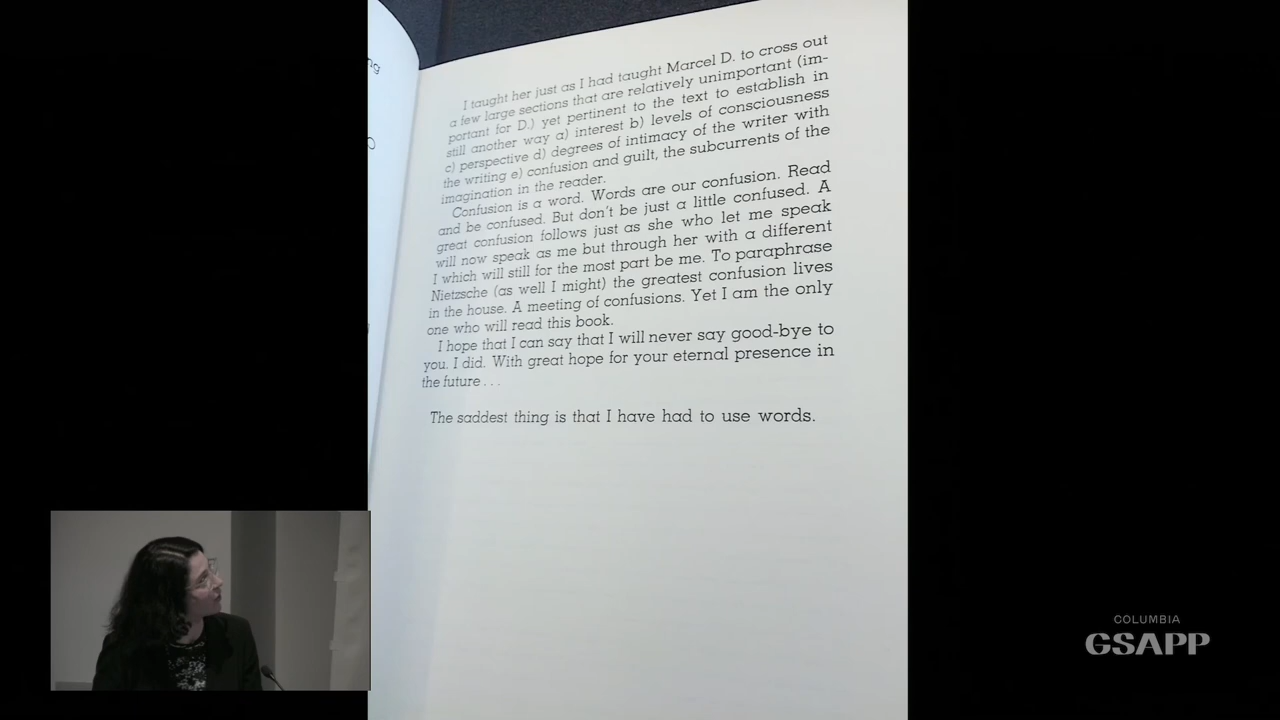 I taught her just as I had taught Marcel D. to cross out
a few large sections that are relatively unimportant (im-
portant for D.) yet pertinent to the text to establish in
still another way a) interest b) levels of consciousness
c) perspective d) degrees of intimacy of the writer with
the writing e) confusion and guilt, the subcurrents of the
imagination in the reader.
Confusion is a word. Words are our confusion. Read
and be confused. But don't be just a little confused. A
great confusion follows just as she who let me speak
will now speak as me but through her with a different
I which will still for the most part be me. To paraphrase
Nietzsche (as well I might) the greatest confusion lives
in the house. A meeting of confusions. Yet I am the only
one who will read this book.
I hope that I can say that I will never say good-bye to
you. I did. With great hope for your eternal presence in
the future . . .
The saddest thing is that I have had to use words.
COLUMBIA
GSAPP